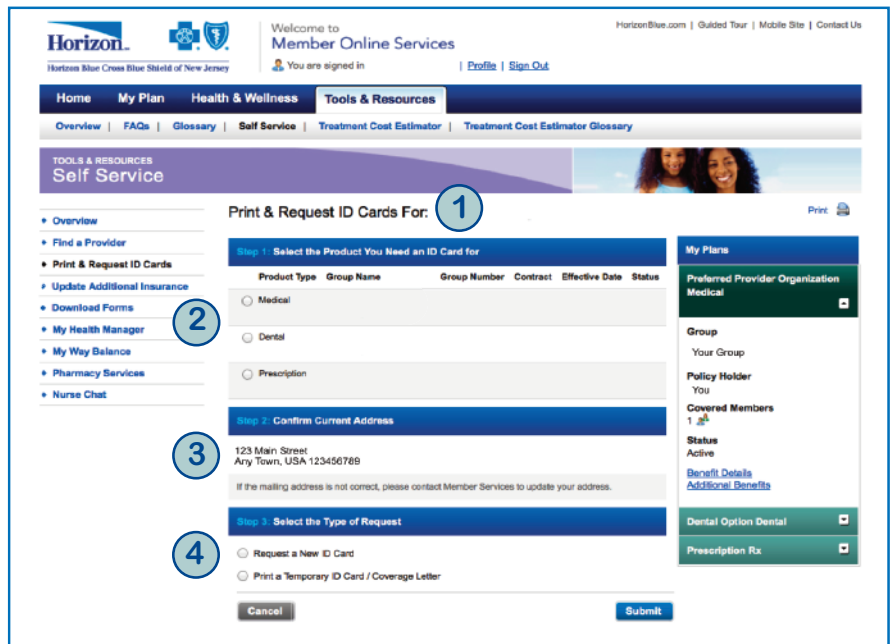 Horizon
Horizon Blue Cross Blue Shield of New Jersey
Welcome to
Member Online Services
You are signed in | Profile | Sign Out
HorizonBlue.com | Guided Tour | Mobile Site | Contact Us
Home My Plan Health & Wellness Tools & Resources
Overview | FAQs | Glossary | Self Service | Treatment Cost Estimator | Treatment Cost Estimator Glossary
TOOLS & RESOURCES
Self Service
Overview
Find a Provider
Print & Request ID Cards
Update Additional Insurance
Download Forms
My Health Manager
My Way Balance
Pharmacy Services
Nurse Chat
Print & Request ID Cards For:
1
Print
Step 1: Select the Product You Need an ID Card for
Product Type Group Name Group Number Contract Effective Date Status
2
Medical
Dental
Prescription
Step 2: Confirm Current Address
3
123 Main Street
Any Town, USA 123456789
If the mailing address is not correct, please contact Member Services to update your address.
Step 3: Select the Type of Request
4
Request a New ID Card
Print a Temporary ID Card / Coverage Letter
Cancel
Submit
My Plans
Preferred Provider Organization
Medical
Group
Your Group
Policy Holder
You
Covered Members
1
Status
Active
Benefit Details
Additional Benefits
Dental Option Dental
Prescription Rx